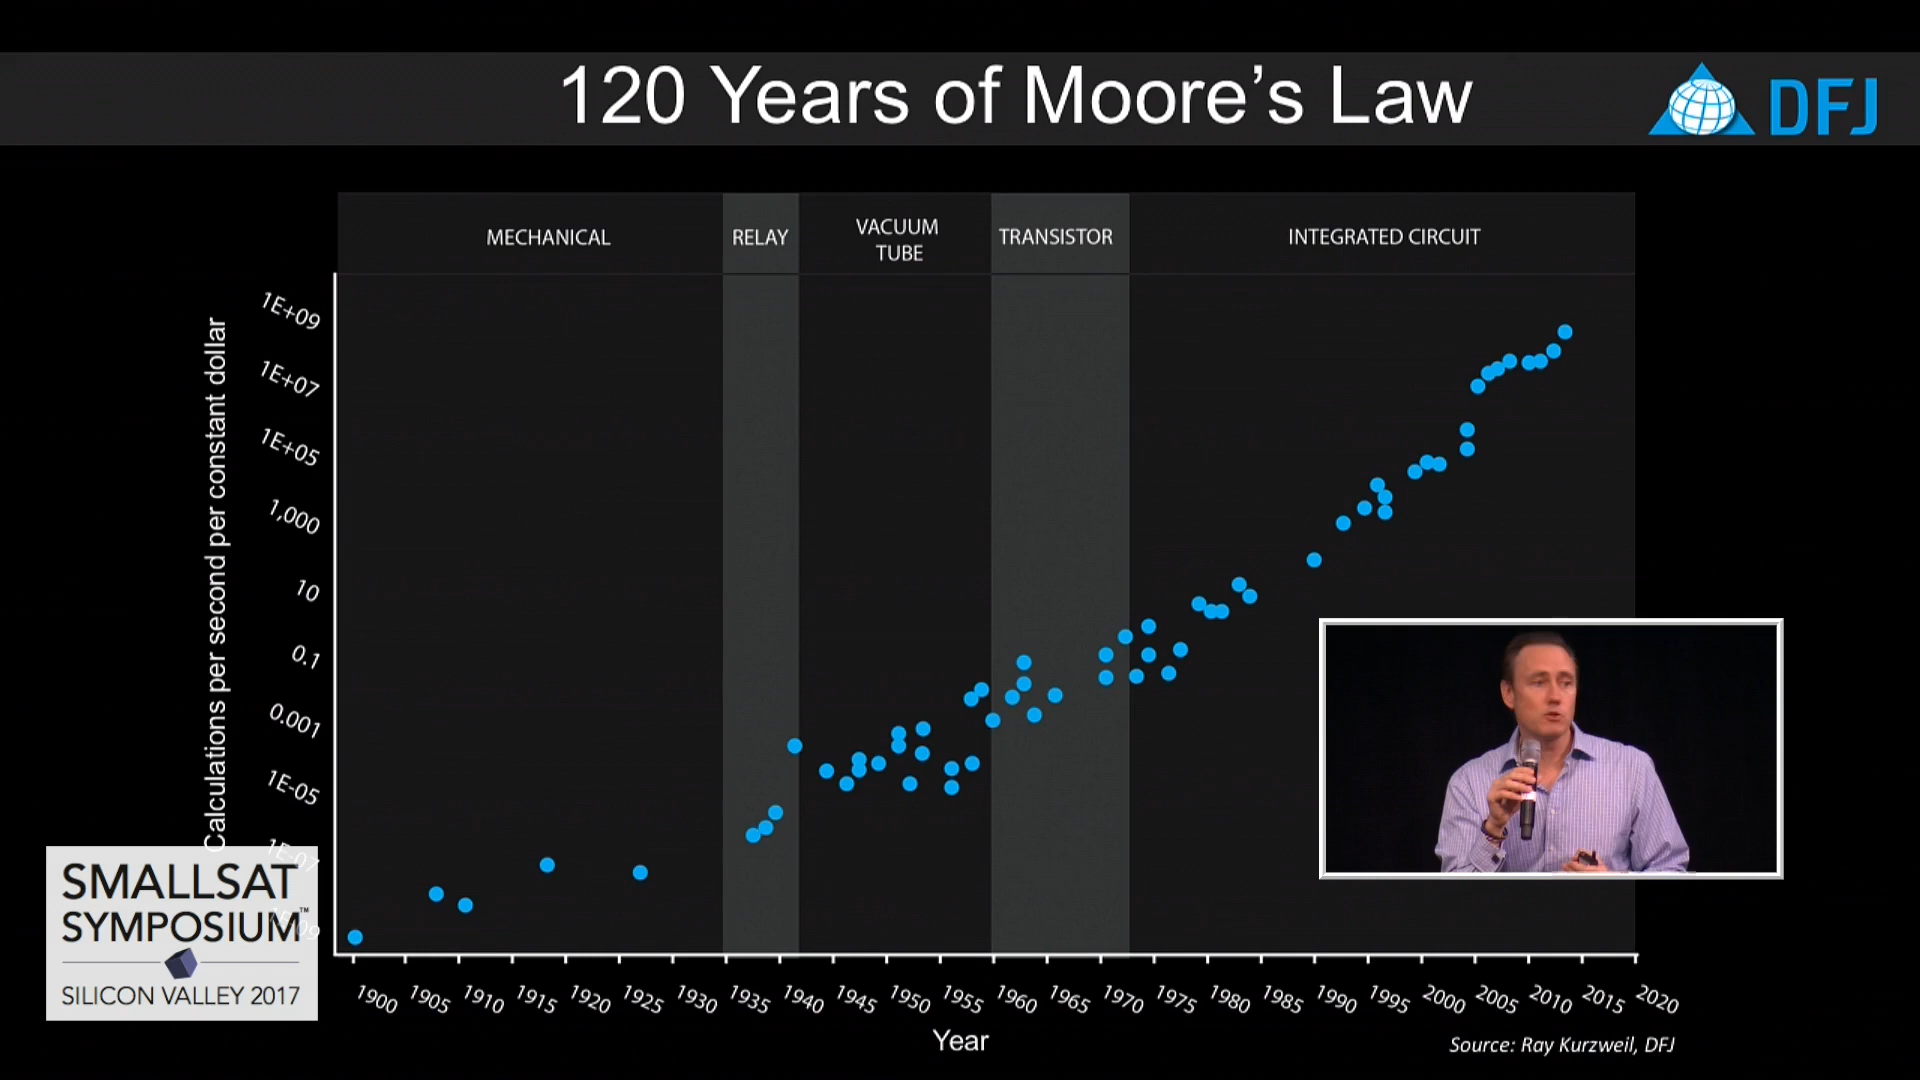 120 Years of Moore's Law
DFJ
MECHANICAL
RELAY
VACUUM
TUBE
TRANSISTOR
INTEGRATED CIRCUIT
Calculations per second per constant dollar
1E+09
1E+07
1E+05
1,000
10
0.1
0.001
1E-05
1E-07
SMALLSAT
SYMPOSIUM™
SILICON VALLEY 2017
1900 1905 1910 1915 1920 1925 1930 1935 1940 1945 1950 1955 1960 1965 1970 1975 1980 1985 1990 1995 2000 2005 2010 2015 2020
Year
Source: Ray Kurzweil, DFJ